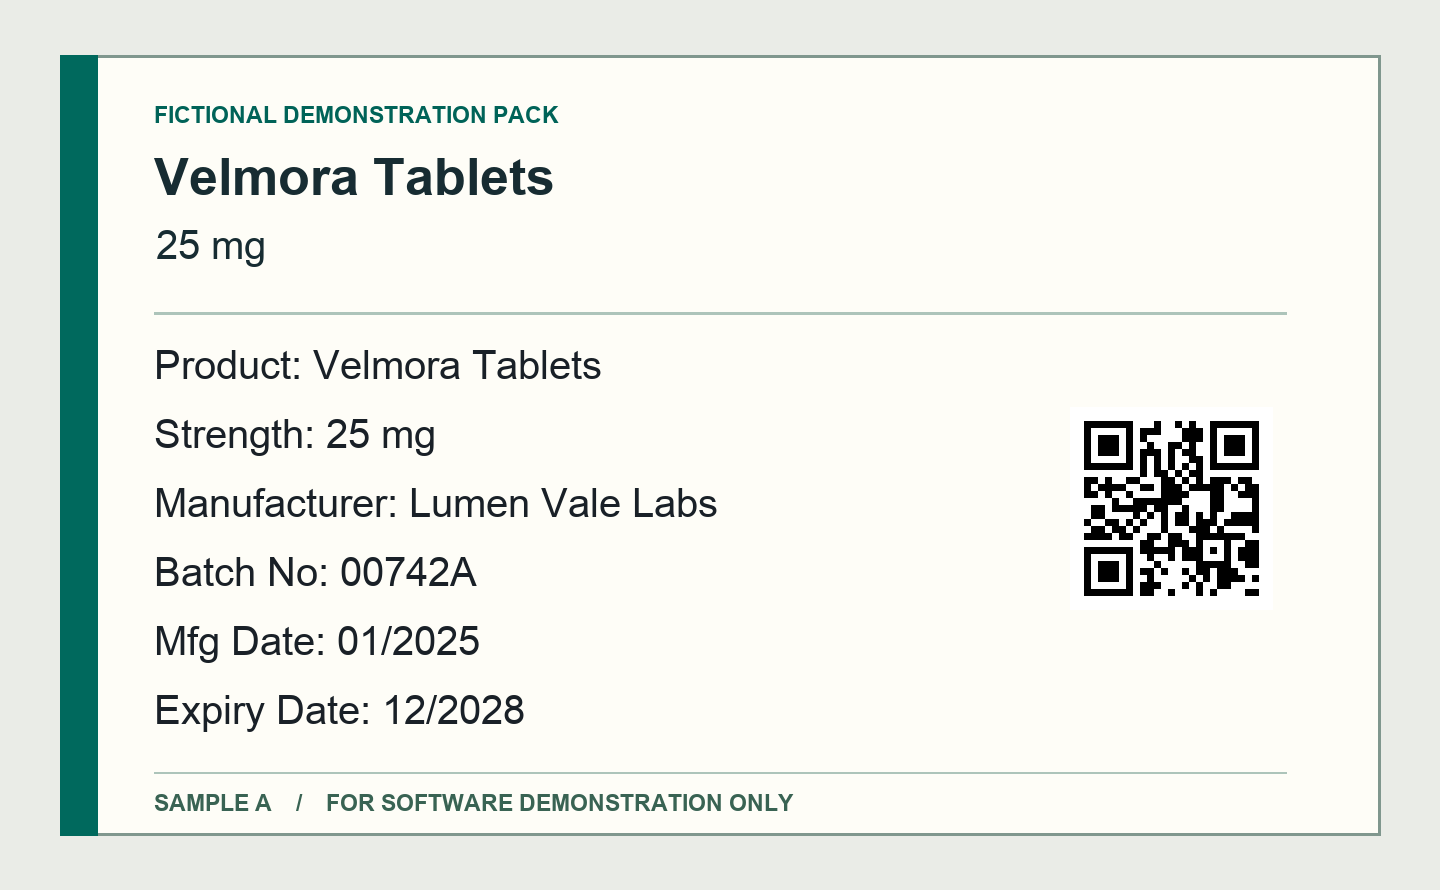 FICTIONAL DEMONSTRATION PACK
Velmora Tablets
25 mg
Product: Velmora Tablets
Strength: 25 mg
Manufacturer: Lumen Vale Labs
Batch No: 00742A
Mfg Date: 01/2025
Expiry Date: 12/2028
SAMPLE A / FOR SOFTWARE DEMONSTRATION ONLY